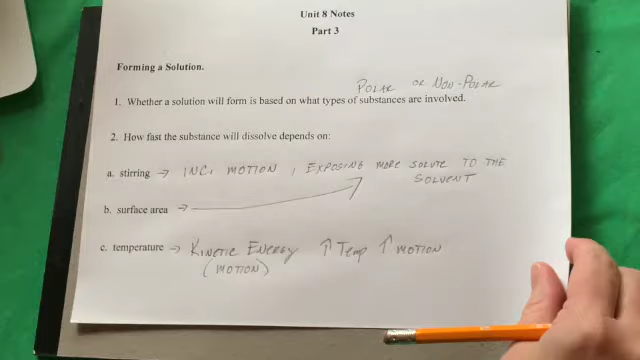 Unit 8 Notes
Part 3
Forming a Solution.
POLAR OR NON-POLAR
1. Whether a solution will form is based on what types of substances are involved.
2. How fast the substance will dissolve depends on:
a. stirring → INC. MOTION, EXPOSING MORE SOLUTE TO THE
SOLVENT
b. surface area →
c. temperature → KINETIC ENERGY ↑ Temp ↑ MOTION
(MOTION)